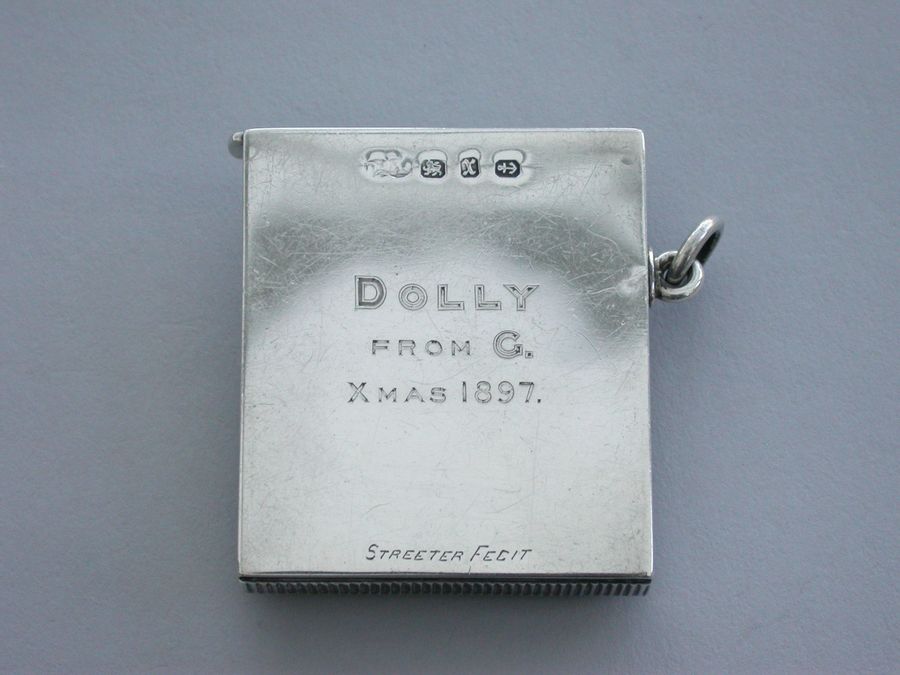 DOLLY
FROM G.
XMAS 1897.
STREETER FECIT